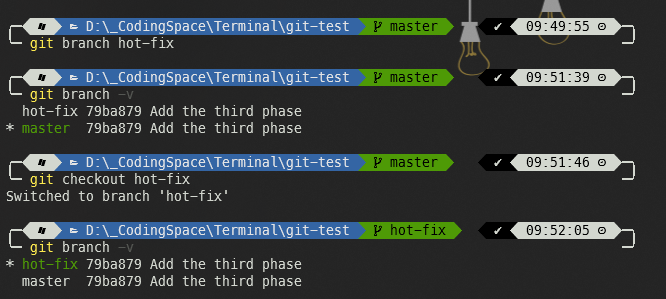 D:\_CodingSpace\Terminal\git-test master ✔ 09:49:55
git branch hot-fix
D:\_CodingSpace\Terminal\git-test master ✔ 09:51:39
git branch -v
hot-fix 79ba879 Add the third phase
* master 79ba879 Add the third phase
D:\_CodingSpace\Terminal\git-test master ✔ 09:51:46
git checkout hot-fix
Switched to branch 'hot-fix'
D:\_CodingSpace\Terminal\git-test hot-fix ✔ 09:52:05
git branch -v
* hot-fix 79ba879 Add the third phase
master 79ba879 Add the third phase